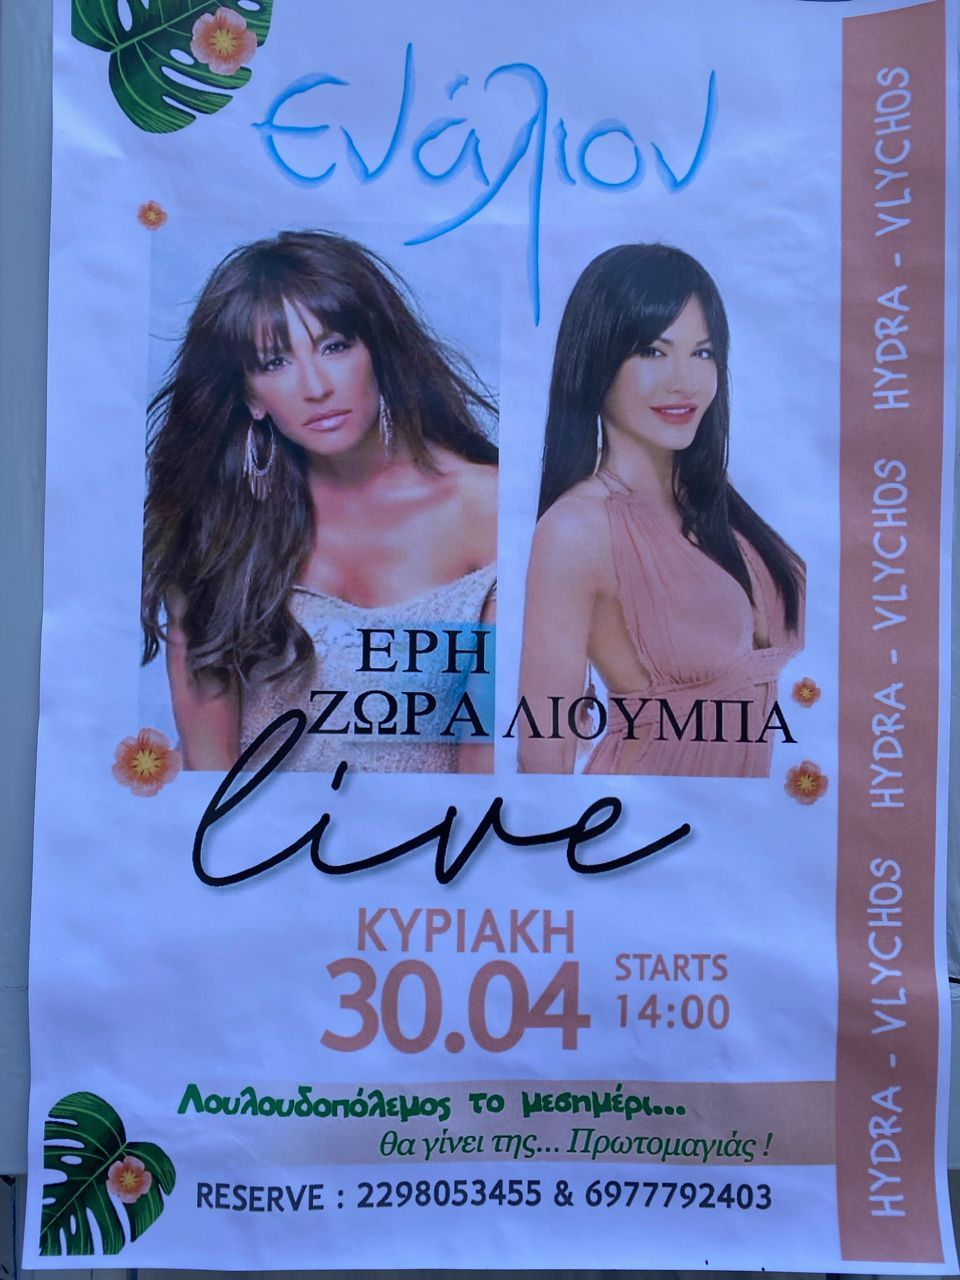 Ενάλιον
ΕΡΗ
ΖΩΡΑ
ΛΙΟΥΜΠΑ
live
ΚΥΡΙΑΚΗ
30.04
STARTS
14:00
Λουλουδοπόλεμος το μεσημέρι...
θα γίνει της... Πρωτομαγιάς !
RESERVE : 2298053455 & 6977792403
HYDRA - VLYCHOS HYDRA - VLYCHOS HYDRA - VLYCHOS